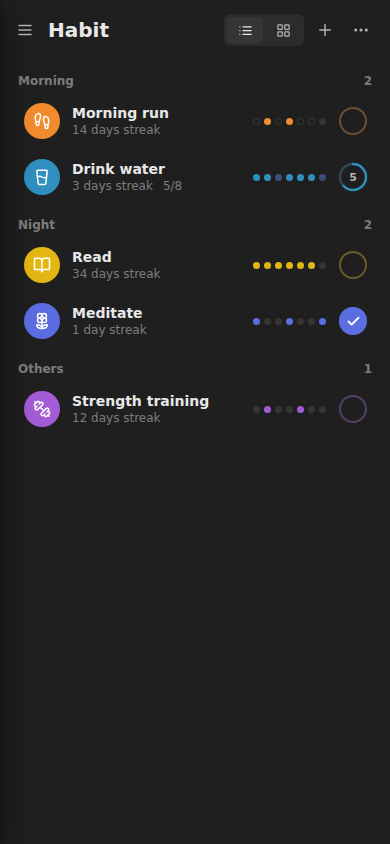 Habit
Morning 2
Morning run
14 days streak
Drink water
3 days streak 5/8
5
Night 2
Read
34 days streak
Meditate
1 day streak
Others 1
Strength training
12 days streak